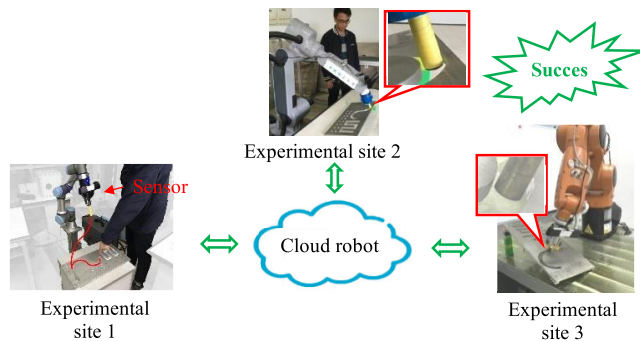 Succes
Experimental site 2
Sensor
Cloud robot
Experimental
site 1
Experimental
site 3